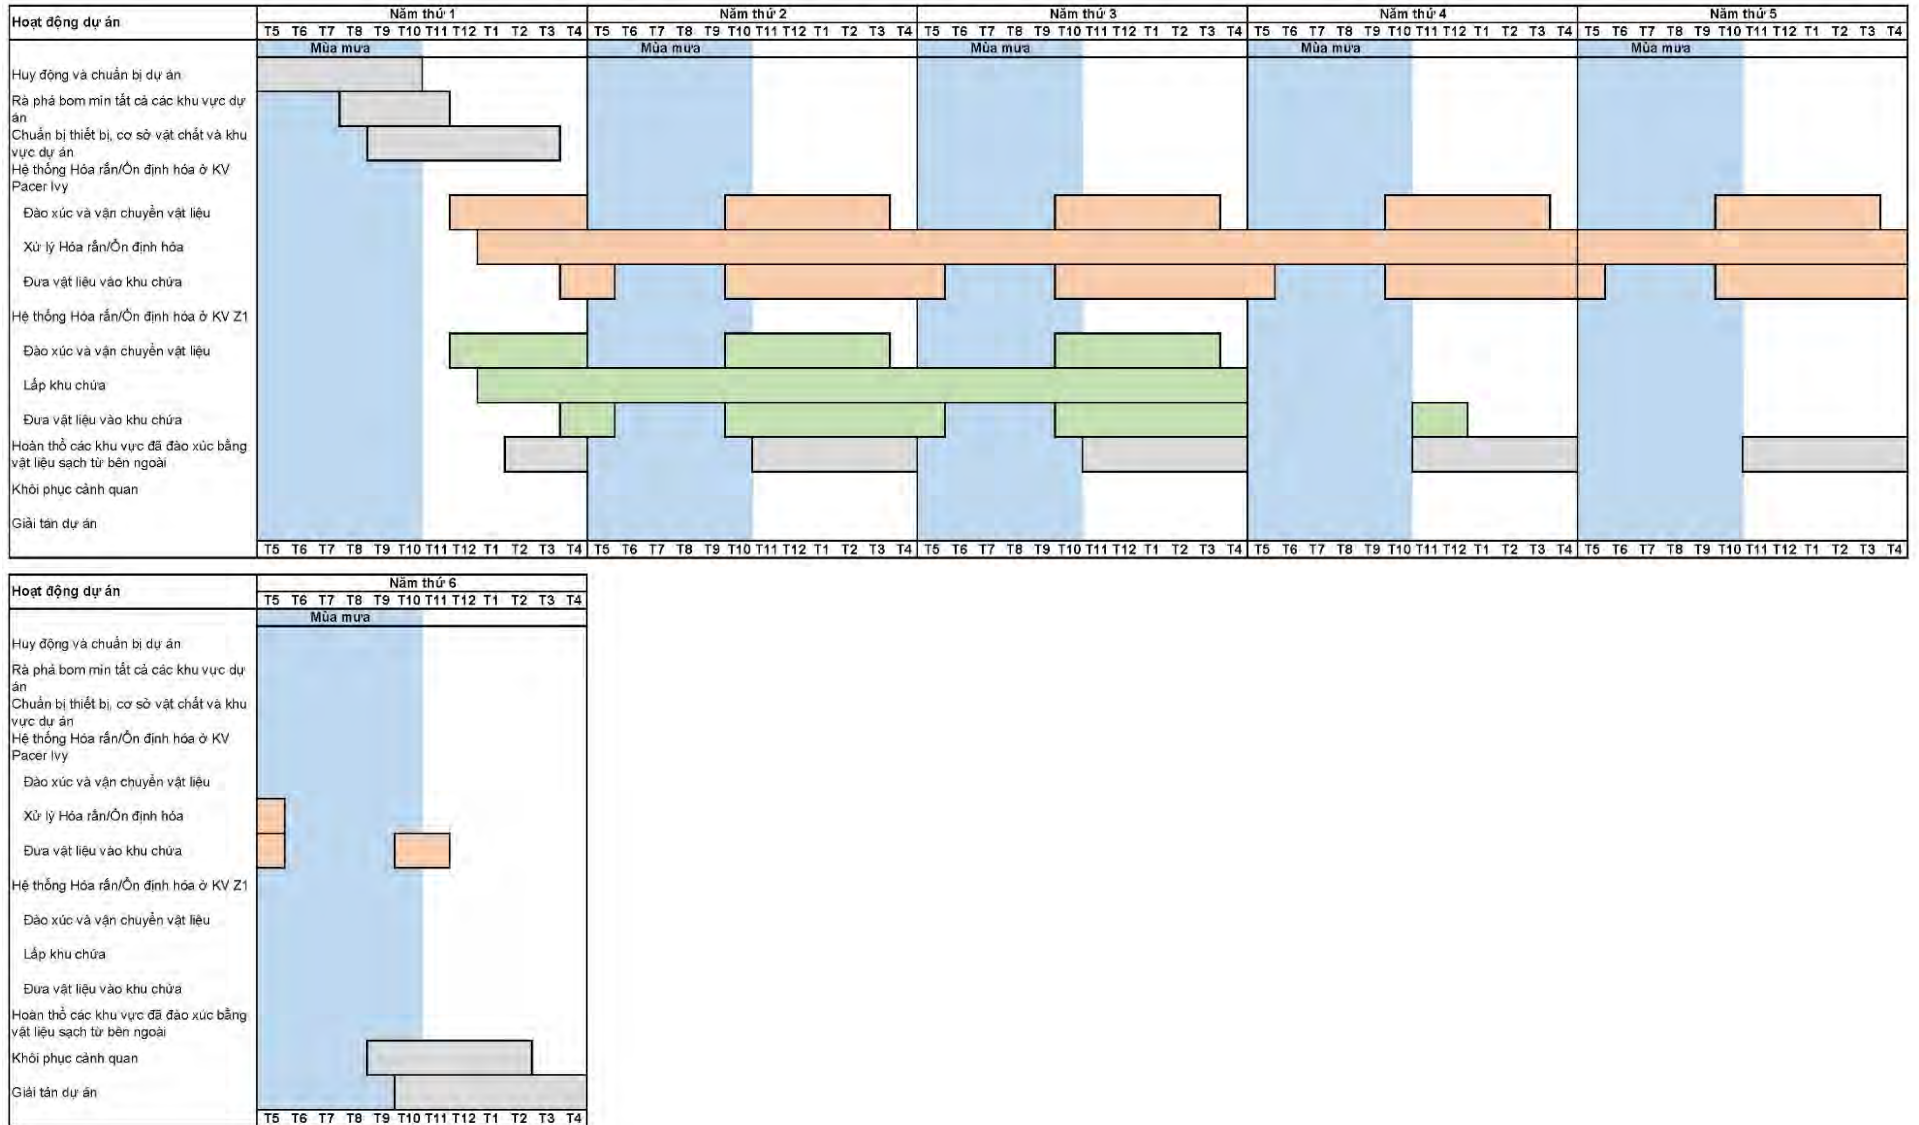 Hoạt động dự án
Năm thứ 1 Năm thứ 2 Năm thứ 3 Năm thứ 4 Năm thứ 5
T5 T6 T7 T8 T9 T10 T11 T12 T1 T2 T3 T4 T5 T6 T7 T8 T9 T10 T11 T12 T1 T2 T3 T4 T5 T6 T7 T8 T9 T10 T11 T12 T1 T2 T3 T4 T5 T6 T7 T8 T9 T10 T11 T12 T1 T2 T3 T4 T5 T6 T7 T8 T9 T10 T11 T12 T1 T2 T3 T4
Mùa mưa Mùa mưa Mùa mưa Mùa mưa Mùa mưa
Huy động và chuẩn bị dự án
Rà phá bom mìn tất cả các khu vực dự
án
Chuẩn bị thiết bị, cơ sở vật chất và khu
vực dự án
Hệ thống Hóa rắn/Ổn định hóa ở KV
Pacer Ivy
Đào xúc và vận chuyển vật liệu
Xử lý Hóa rắn/Ổn định hóa
Đưa vật liệu vào khu chứa
Hệ thống Hóa rắn/Ổn định hóa ở KV Z1
Đào xúc và vận chuyển vật liệu
Lấp khu chứa
Đưa vật liệu vào khu chứa
Hoàn thổ các khu vực đã đào xúc bằng
vật liệu sạch từ bên ngoài
Khôi phục cảnh quan
Giải tán dự án
T5 T6 T7 T8 T9 T10 T11 T12 T1 T2 T3 T4 T5 T6 T7 T8 T9 T10 T11 T12 T1 T2 T3 T4 T5 T6 T7 T8 T9 T10 T11 T12 T1 T2 T3 T4 T5 T6 T7 T8 T9 T10 T11 T12 T1 T2 T3 T4 T5 T6 T7 T8 T9 T10 T11 T12 T1 T2 T3 T4
Hoạt động dự án
Năm thứ 6
T5 T6 T7 T8 T9 T10 T11 T12 T1 T2 T3 T4
Mùa mưa
Huy động và chuẩn bị dự án
Rà phá bom mìn tất cả các khu vực dự
án
Chuẩn bị thiết bị, cơ sở vật chất và khu
vực dự án
Hệ thống Hóa rắn/Ổn định hóa ở KV
Pacer Ivy
Đào xúc và vận chuyển vật liệu
Xử lý Hóa rắn/Ổn định hóa
Đưa vật liệu vào khu chứa
Hệ thống Hóa rắn/Ổn định hóa ở KV Z1
Đào xúc và vận chuyển vật liệu
Lấp khu chứa
Đưa vật liệu vào khu chứa
Hoàn thổ các khu vực đã đào xúc bằng
vật liệu sạch từ bên ngoài
Khôi phục cảnh quan
Giải tán dự án
T5 T6 T7 T8 T9 T10 T11 T12 T1 T2 T3 T4